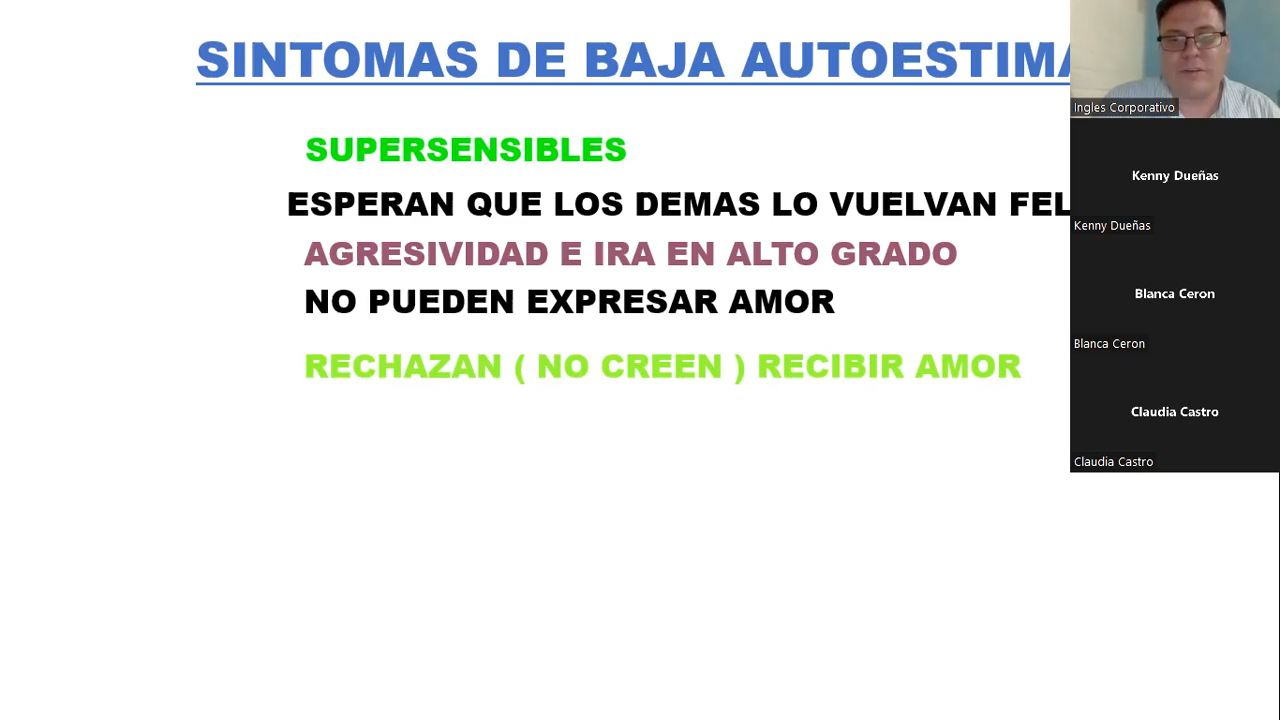 SINTOMAS DE BAJA AUTOESTIMA
SUPERSENSIBLES
ESPERAN QUE LOS DEMAS LO VUELVAN FEL
AGRESIVIDAD E IRA EN ALTO GRADO
NO PUEDEN EXPRESAR AMOR
RECHAZAN ( NO CREEN ) RECIBIR AMOR
Ingles Corporativo
Kenny Dueñas
Kenny Dueñas
Blanca Ceron
Blanca Ceron
Claudia Castro
Claudia Castro